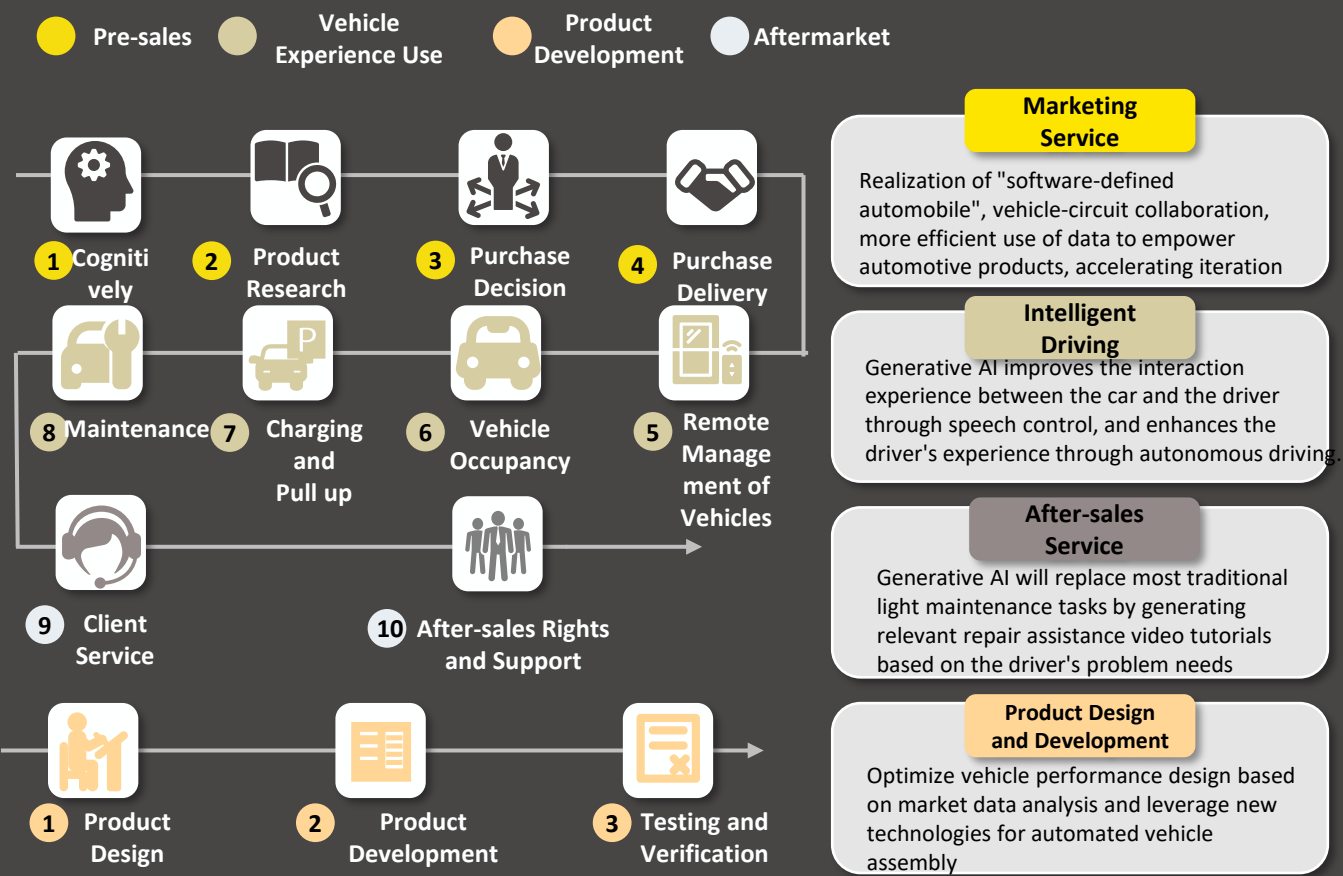 Pre-sales
Vehicle
Experience Use
Product
Development
Aftermarket
1 Cogniti
vely
2 Product
Research
3 Purchase
Decision
4 Purchase
Delivery
P
8 Maintenance
7 Charging
and
Pull up
6 Vehicle
Occupancy
5 Remote
Manage
ment of
Vehicles
9 Client
Service
10 After-sales Rights
and Support
1 Product
Design
2 Product
Development
3 Testing and
Verification
Marketing
Service
Realization of "software-defined
automobile", vehicle-circuit collaboration,
more efficient use of data to empower
automotive products, accelerating iteration
Intelligent
Driving
Generative AI improves the interaction
experience between the car and the driver
through speech control, and enhances the
driver's experience through autonomous driving.
After-sales
Service
Generative AI will replace most traditional
light maintenance tasks by generating
relevant repair assistance video tutorials
based on the driver's problem needs
Product Design
and Development
Optimize vehicle performance design based
on market data analysis and leverage new
technologies for automated vehicle
assembly